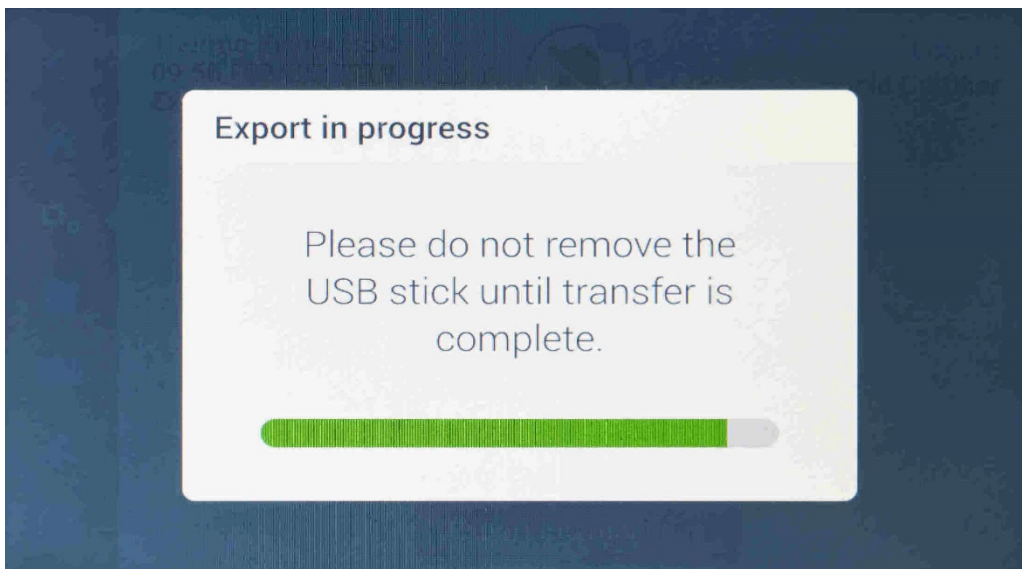 Export in progress
Please do not remove the
USB stick until transfer is
complete.